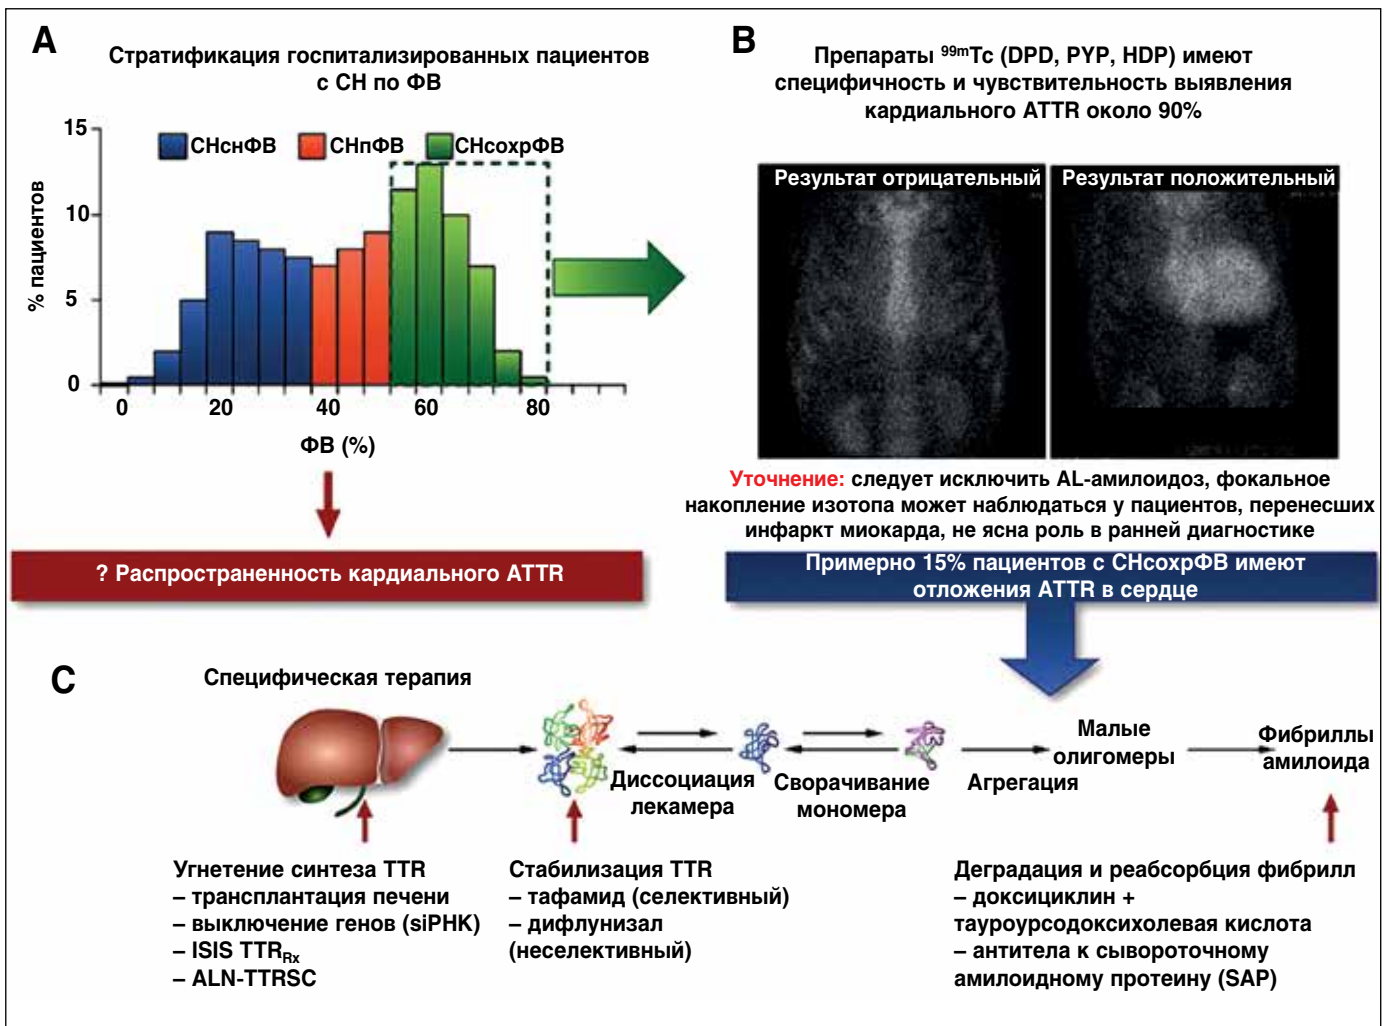 A
Стратификация госпитализированных пациентов
с СН по ФВ
15
10
5
0
% пациентов
СНснФВ
СНпФВ
СНсохрФВ
0
20
40
60
80
ФВ (%)
? Распространенность кардиального ATTR
B
Препараты ⁹⁹ᵐTc (DPD, PYP, HDP) имеют
специфичность и чувствительность выявления
кардиального ATTR около 90%
Результат отрицательный
Результат положительный
Уточнение: следует исключить AL-амилоидоз, фокальное
накопление изотопа может наблюдаться у пациентов, перенесших
инфаркт миокарда, не ясна роль в ранней диагностике
Примерно 15% пациентов с СНсохрФВ имеют
отложения ATTR в сердце
C
Специфическая терапия
Диссоциация
лекамера
Сворачивание
мономера
Агрегация
Малые
олигомеры
Фибриллы
амилоида
Угнетение синтеза TTR
– трансплантация печени
– выключение генов (siРНК)
– ISIS TTRRx
– ALN-TTRSC
Стабилизация TTR
– тафамид (селективный)
– дифлунизал
(неселективный)
Деградация и реабсорбция фибрилл
– доксициклин +
тауроурсодоксихолевая кислота
– антитела к сывороточному
амилоидному протеину (SAP)